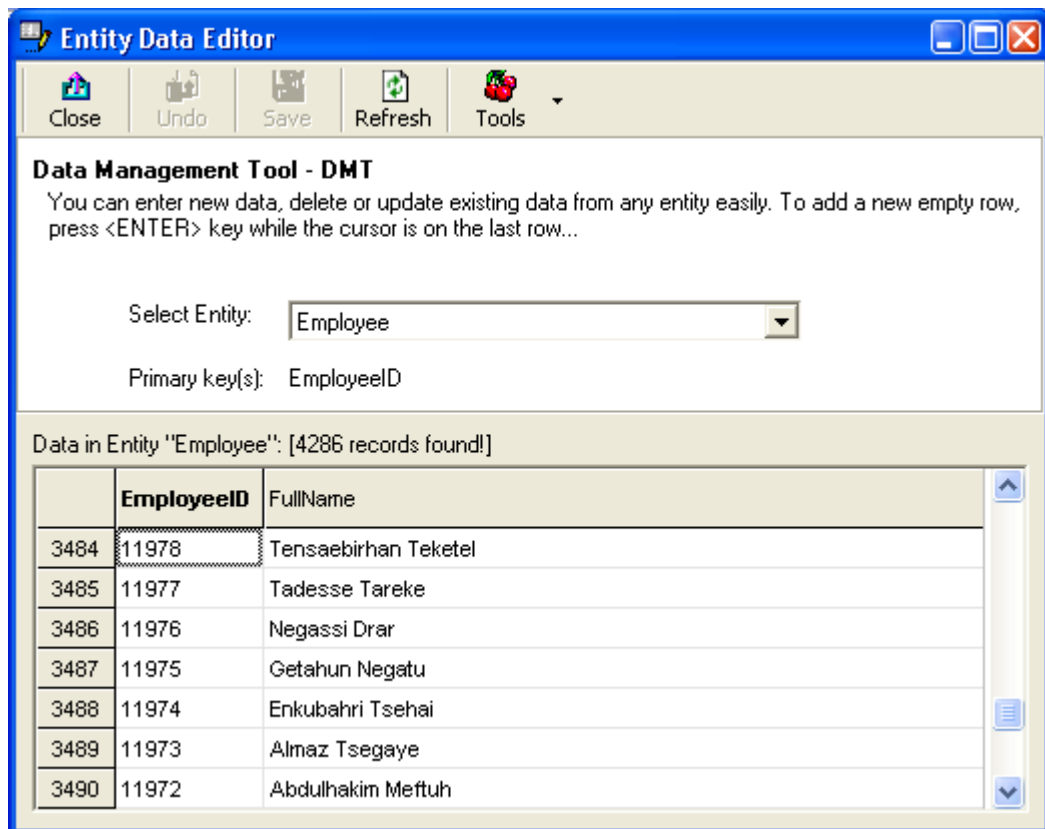 Entity Data Editor
Close Undo Save Refresh Tools
Data Management Tool - DMT
You can enter new data, delete or update existing data from any entity easily. To add a new empty row,
press <ENTER> key while the cursor is on the last row...
Select Entity: Employee
Primary key(s): EmployeeID
Data in Entity "Employee": [4286 records found!]
EmployeeID FullName
3484 11978 Tensaebirhan Teketel
3485 11977 Tadesse Tareke
3486 11976 Negassi Drar
3487 11975 Getahun Negatu
3488 11974 Enkubahri Tsehai
3489 11973 Almaz Tsegaye
3490 11972 Abdulhakim Meftuh